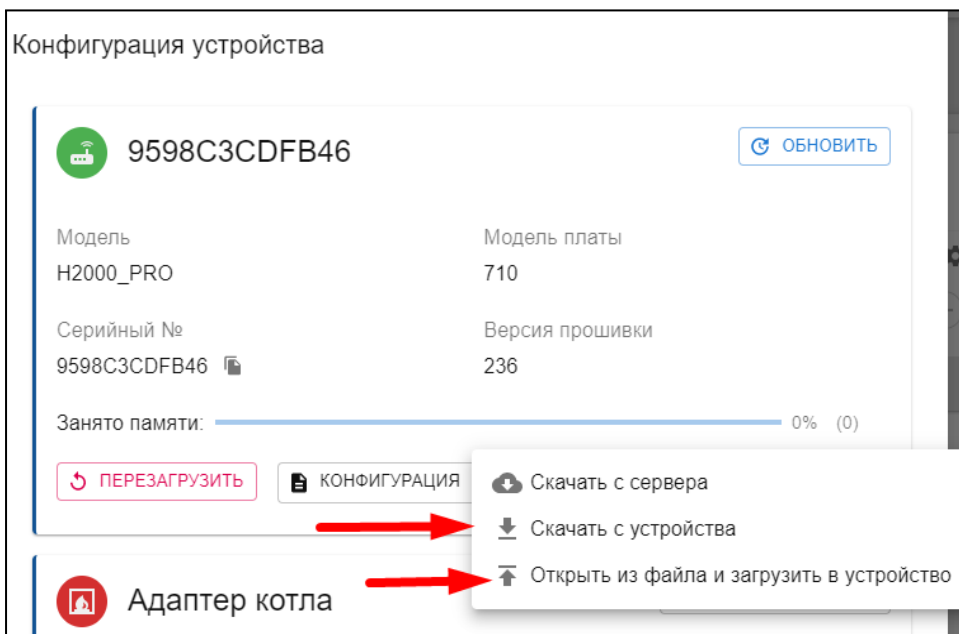 Конфигурация устройства
9598C3CDFB46
ОБНОВИТЬ
Модель
Модель платы
H2000_PRO
710
Серийный №
Версия прошивки
9598C3CDFB46
236
Занято памяти:
0% (0)
ПЕРЕЗАГРУЗИТЬ
КОНФИГУРАЦИЯ
Скачать с сервера
Скачать с устройства
Открыть из файла и загрузить в устройство
Адаптер котла